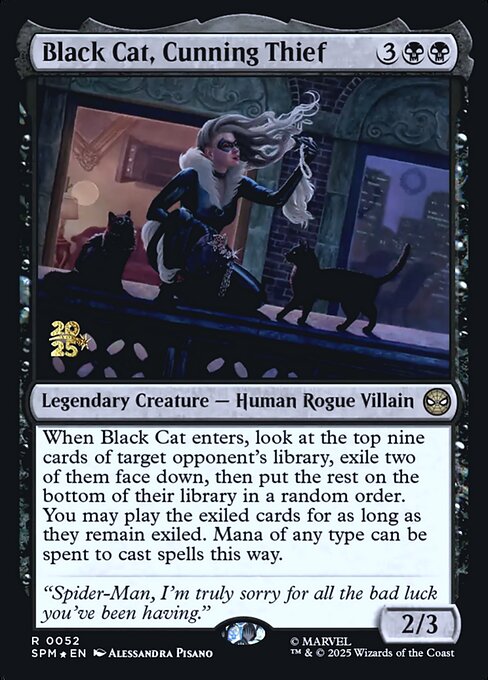 Black Cat, Cunning Thief 3
20
25
Legendary Creature — Human Rogue Villain
When Black Cat enters, look at the top nine
cards of target opponent's library, exile two
of them face down, then put the rest on the
bottom of their library in a random order.
You may play the exiled cards for as long as
they remain exiled. Mana of any type can be
spent to cast spells this way.
“Spider-Man, I'm truly sorry for all the bad luck
you've been having.”
2/3
R 0052
SPM★EN Alessandra Pisano
© MARVEL
™ & © 2025 Wizards of the Coast